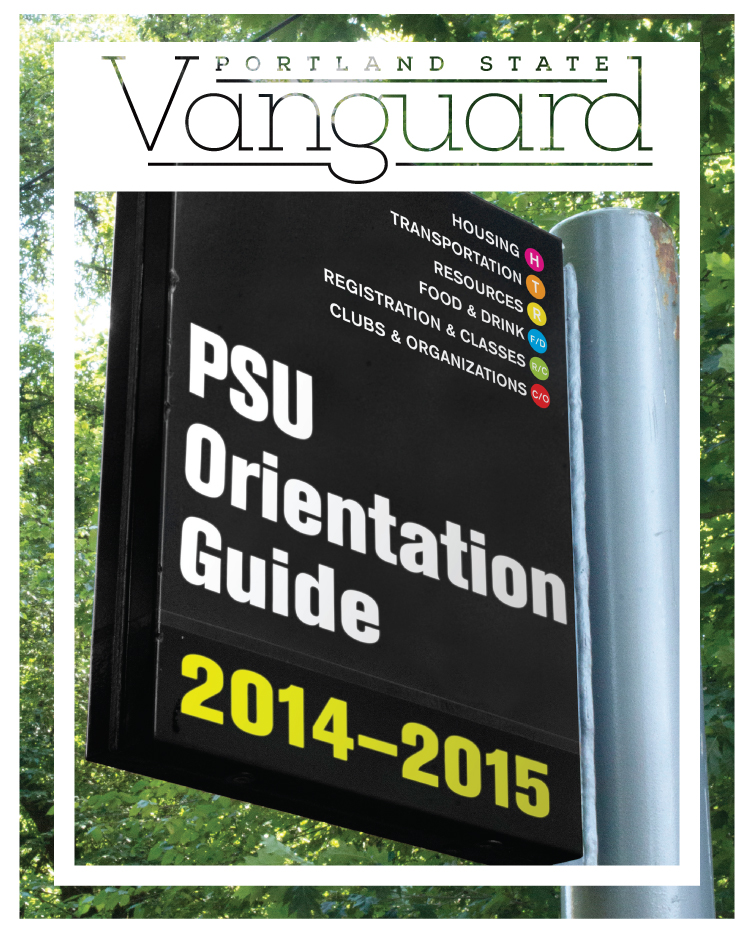 PORTLAND STATE
Vanguard
HOUSING H
TRANSPORTATION T
RESOURCES R
FOOD & DRINK F/D
REGISTRATION & CLASSES R/C
CLUBS & ORGANIZATIONS C/O
PSU
Orientation
Guide
2014–2015